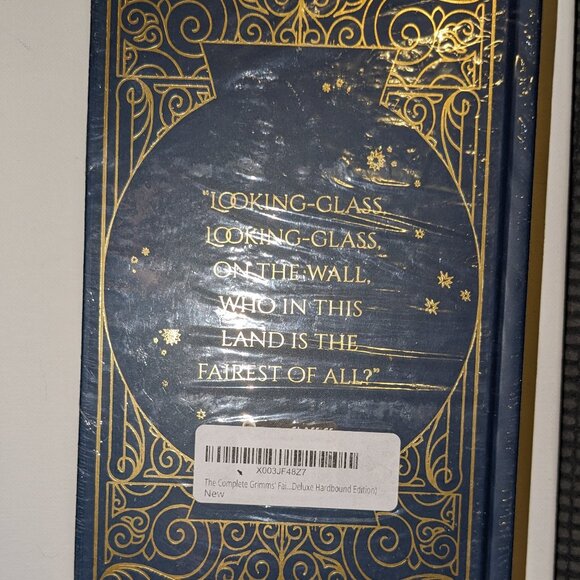 “LOOKING-GLASS,
LOOKING-GLASS,
ON THE WALL,
WHO IN THIS
LAND IS THE
FAIREST OF ALL?”
X003JF48Z7
The Complete Grimms' Fai...Deluxe Hardbound Edition)
New